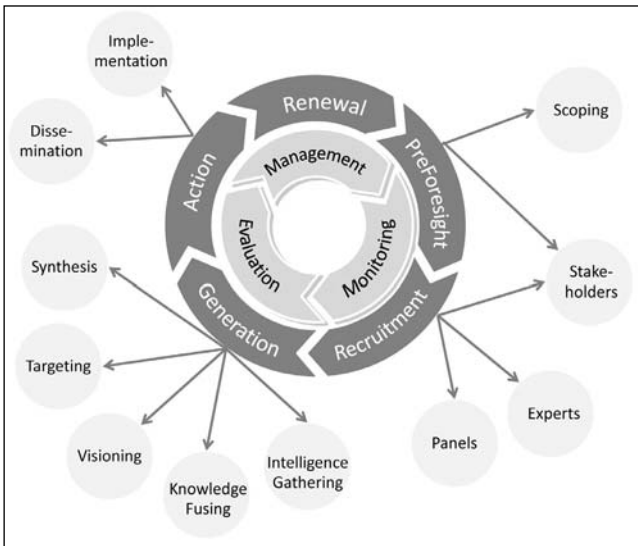 Imple-
mentation
Disse-
mination
Renewal
Scoping
PreForesight
Action
Management
Monitoring
Evaluation
Synthesis
Stake-
holders
Generation
Recruitment
Targeting
Experts
Visioning
Panels
Intelligence
Gathering
Knowledge
Fusing